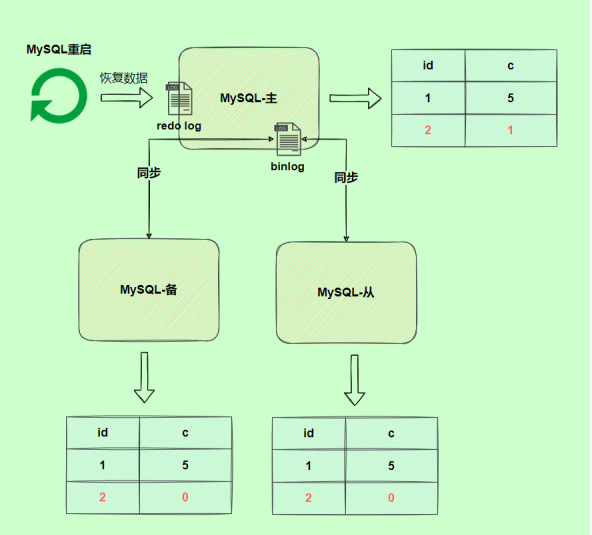 MySQL重启
恢复数据
redo log
MySQL-主
binlog
id c
1 5
2 1
同步
同步
MySQL-备
MySQL-从
id c
1 5
2 0
id c
1 5
2 0